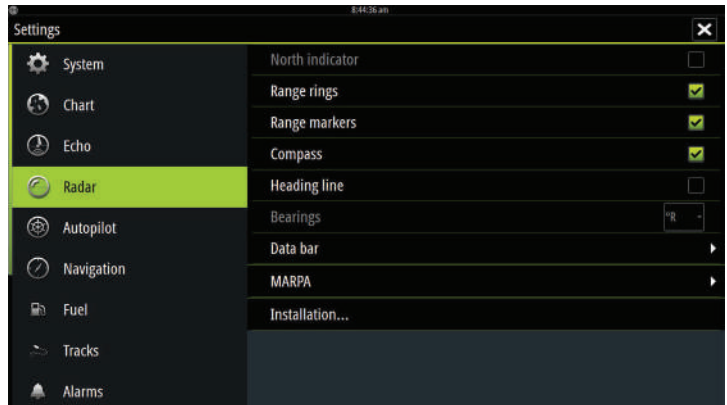 8:44:36 am
Settings
System
Chart
Echo
Radar
Autopilot
Navigation
Fuel
Tracks
Alarms
North indicator
Range rings
Range markers
Compass
Heading line
Bearings °R
Data bar
MARPA
Installation...